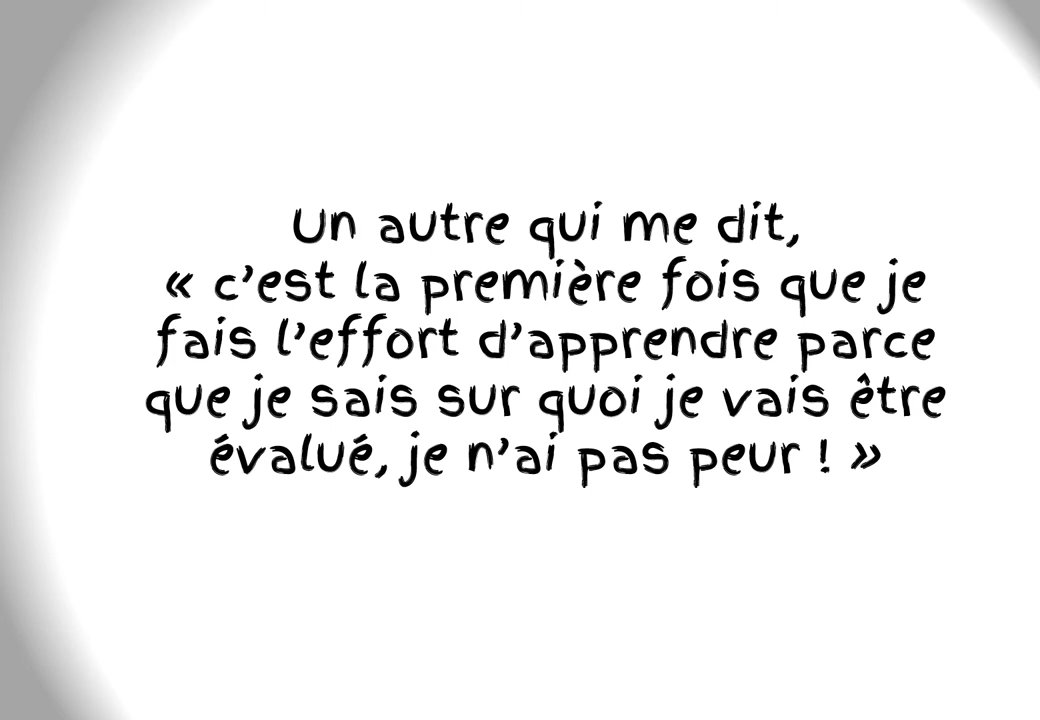 Un autre qui me dit,
« c'est la première fois que je
fais l'effort d'apprendre parce
que je sais sur quoi je vais être
évalué, je n'ai pas peur ! »